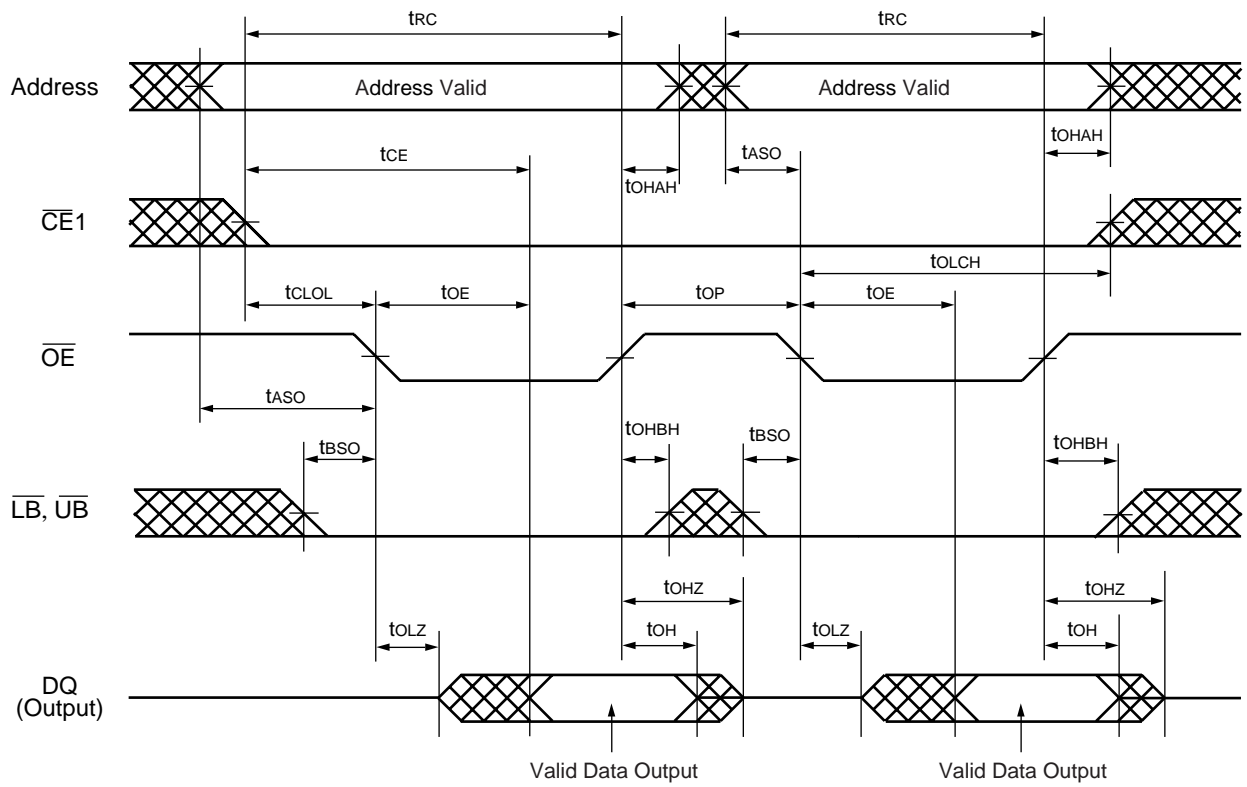 tRC tRC
Address Address Valid Address Valid
tCE tOHAH tASO tOHAH
CE1
tOLCH
tCLOL tOE tOP tOE
OE
tASO
tBSO tOHBH tBSO tOHBH
LB, UB
tOHZ tOHZ
tOLZ tOH tOLZ tOH
DQ
(Output)
Valid Data Output Valid Data Output